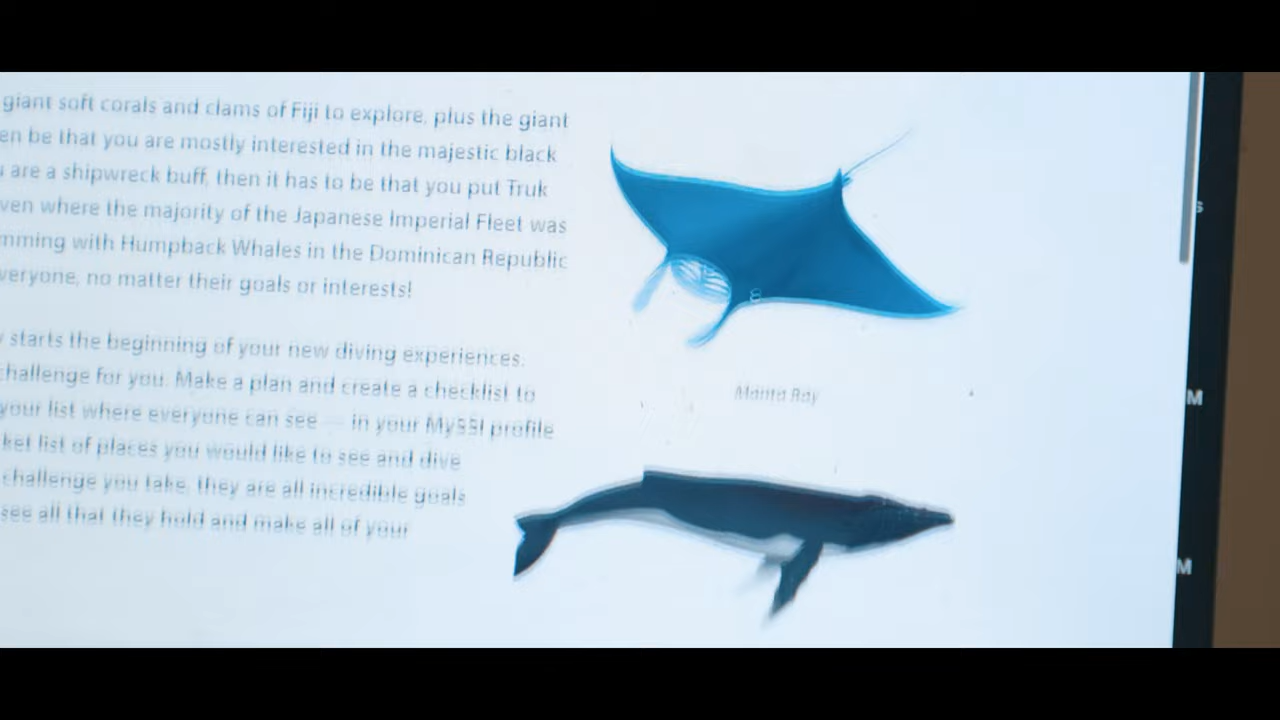 giant soft corals and clams of Fiji to explore, plus the giant
en be that you are mostly interested in the majestic black
are a shipwreck buff, then it has to be that you put Truk
ven where the majority of the Japanese Imperial Fleet was
mming with Humpback Whales in the Dominican Republic
veryone, no matter their goals or interests!
starts the beginning of your new diving experiences.
challenge for you. Make a plan and create a checklist to
your list where everyone can see — in your MySSI profile
ket list of places you would like to see and dive
challenge you take, they are all incredible goals
see all that they hold and make all of your
Manta Ray
s
M
M